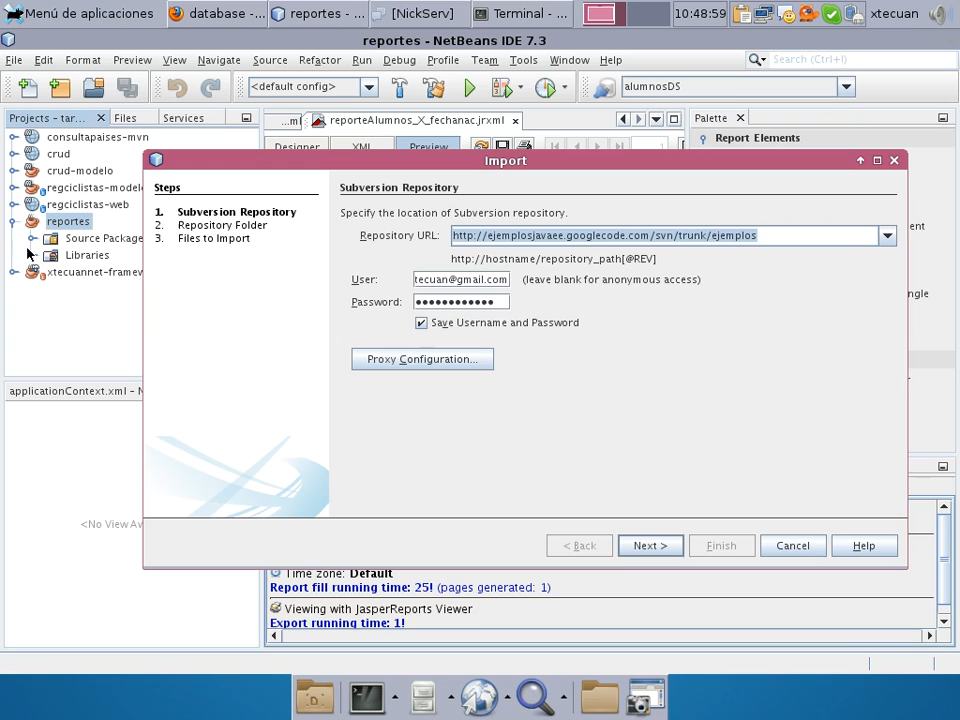 Menú de aplicaciones
database - ...
reportes - ...
[NickServ]
Terminal - ...
10:48:59
xtecuan
reportes - NetBeans IDE 7.3
File Edit Format Preview View Navigate Source Refactor Run Debug Profile Team Tools Window Help
Search (Ctrl+I)
<default config>
alumnosDS
Projects - tar...
Files
Services
...ml
reporteAlumnos_X_fechanac.jrxml
Palette
Designer
XML
Preview
Report Elements
consultapaises-mvn
crud
crud-modelo
regciclistas-modelo
regciclistas-web
reportes
Source Package
Libraries
xtecuannet-framew
Import
Steps
1. Subversion Repository
2. Repository Folder
3. Files to Import
Subversion Repository
Specify the location of Subversion repository.
Repository URL: http://ejemplosjavaee.googlecode.com/svn/trunk/ejemplos
http://hostname/repository_path[@REV]
User: tecuan@gmail.com (leave blank for anonymous access)
Password: ••••••••••••
Save Username and Password
Proxy Configuration...
< Back
Next >
Finish
Cancel
Help
applicationContext.xml - N
<No View Av
Time zone: Default
Report fill running time: 25! (pages generated: 1)
Viewing with JasperReports Viewer
Export running time: 1!